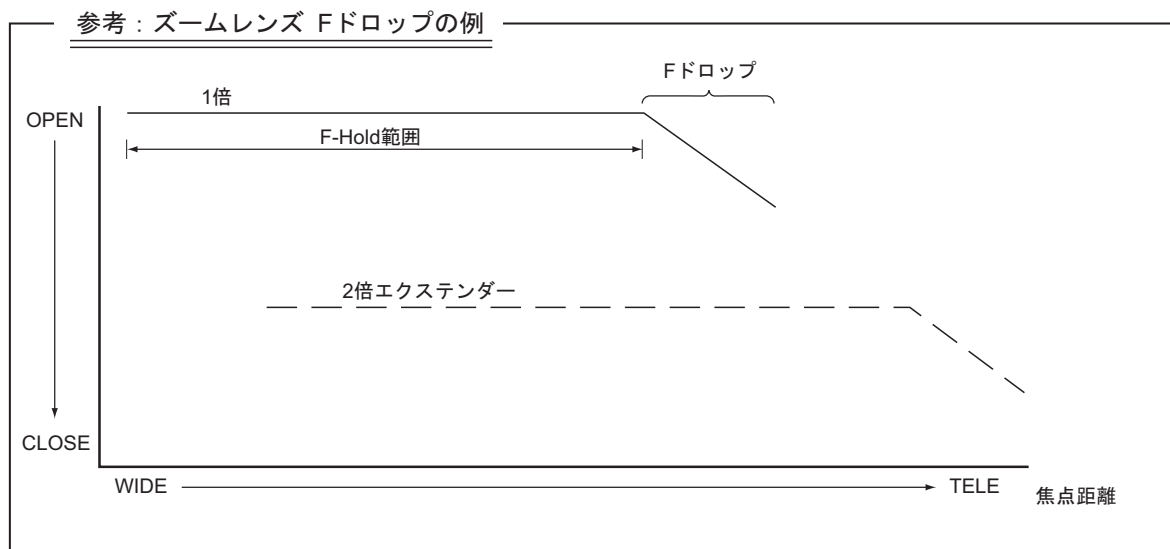 参考：ズームレンズ Fドロップの例
Fドロップ
1倍
OPEN
F-Hold範囲
2倍エクステンダー
CLOSE
WIDE
TELE
焦点距離